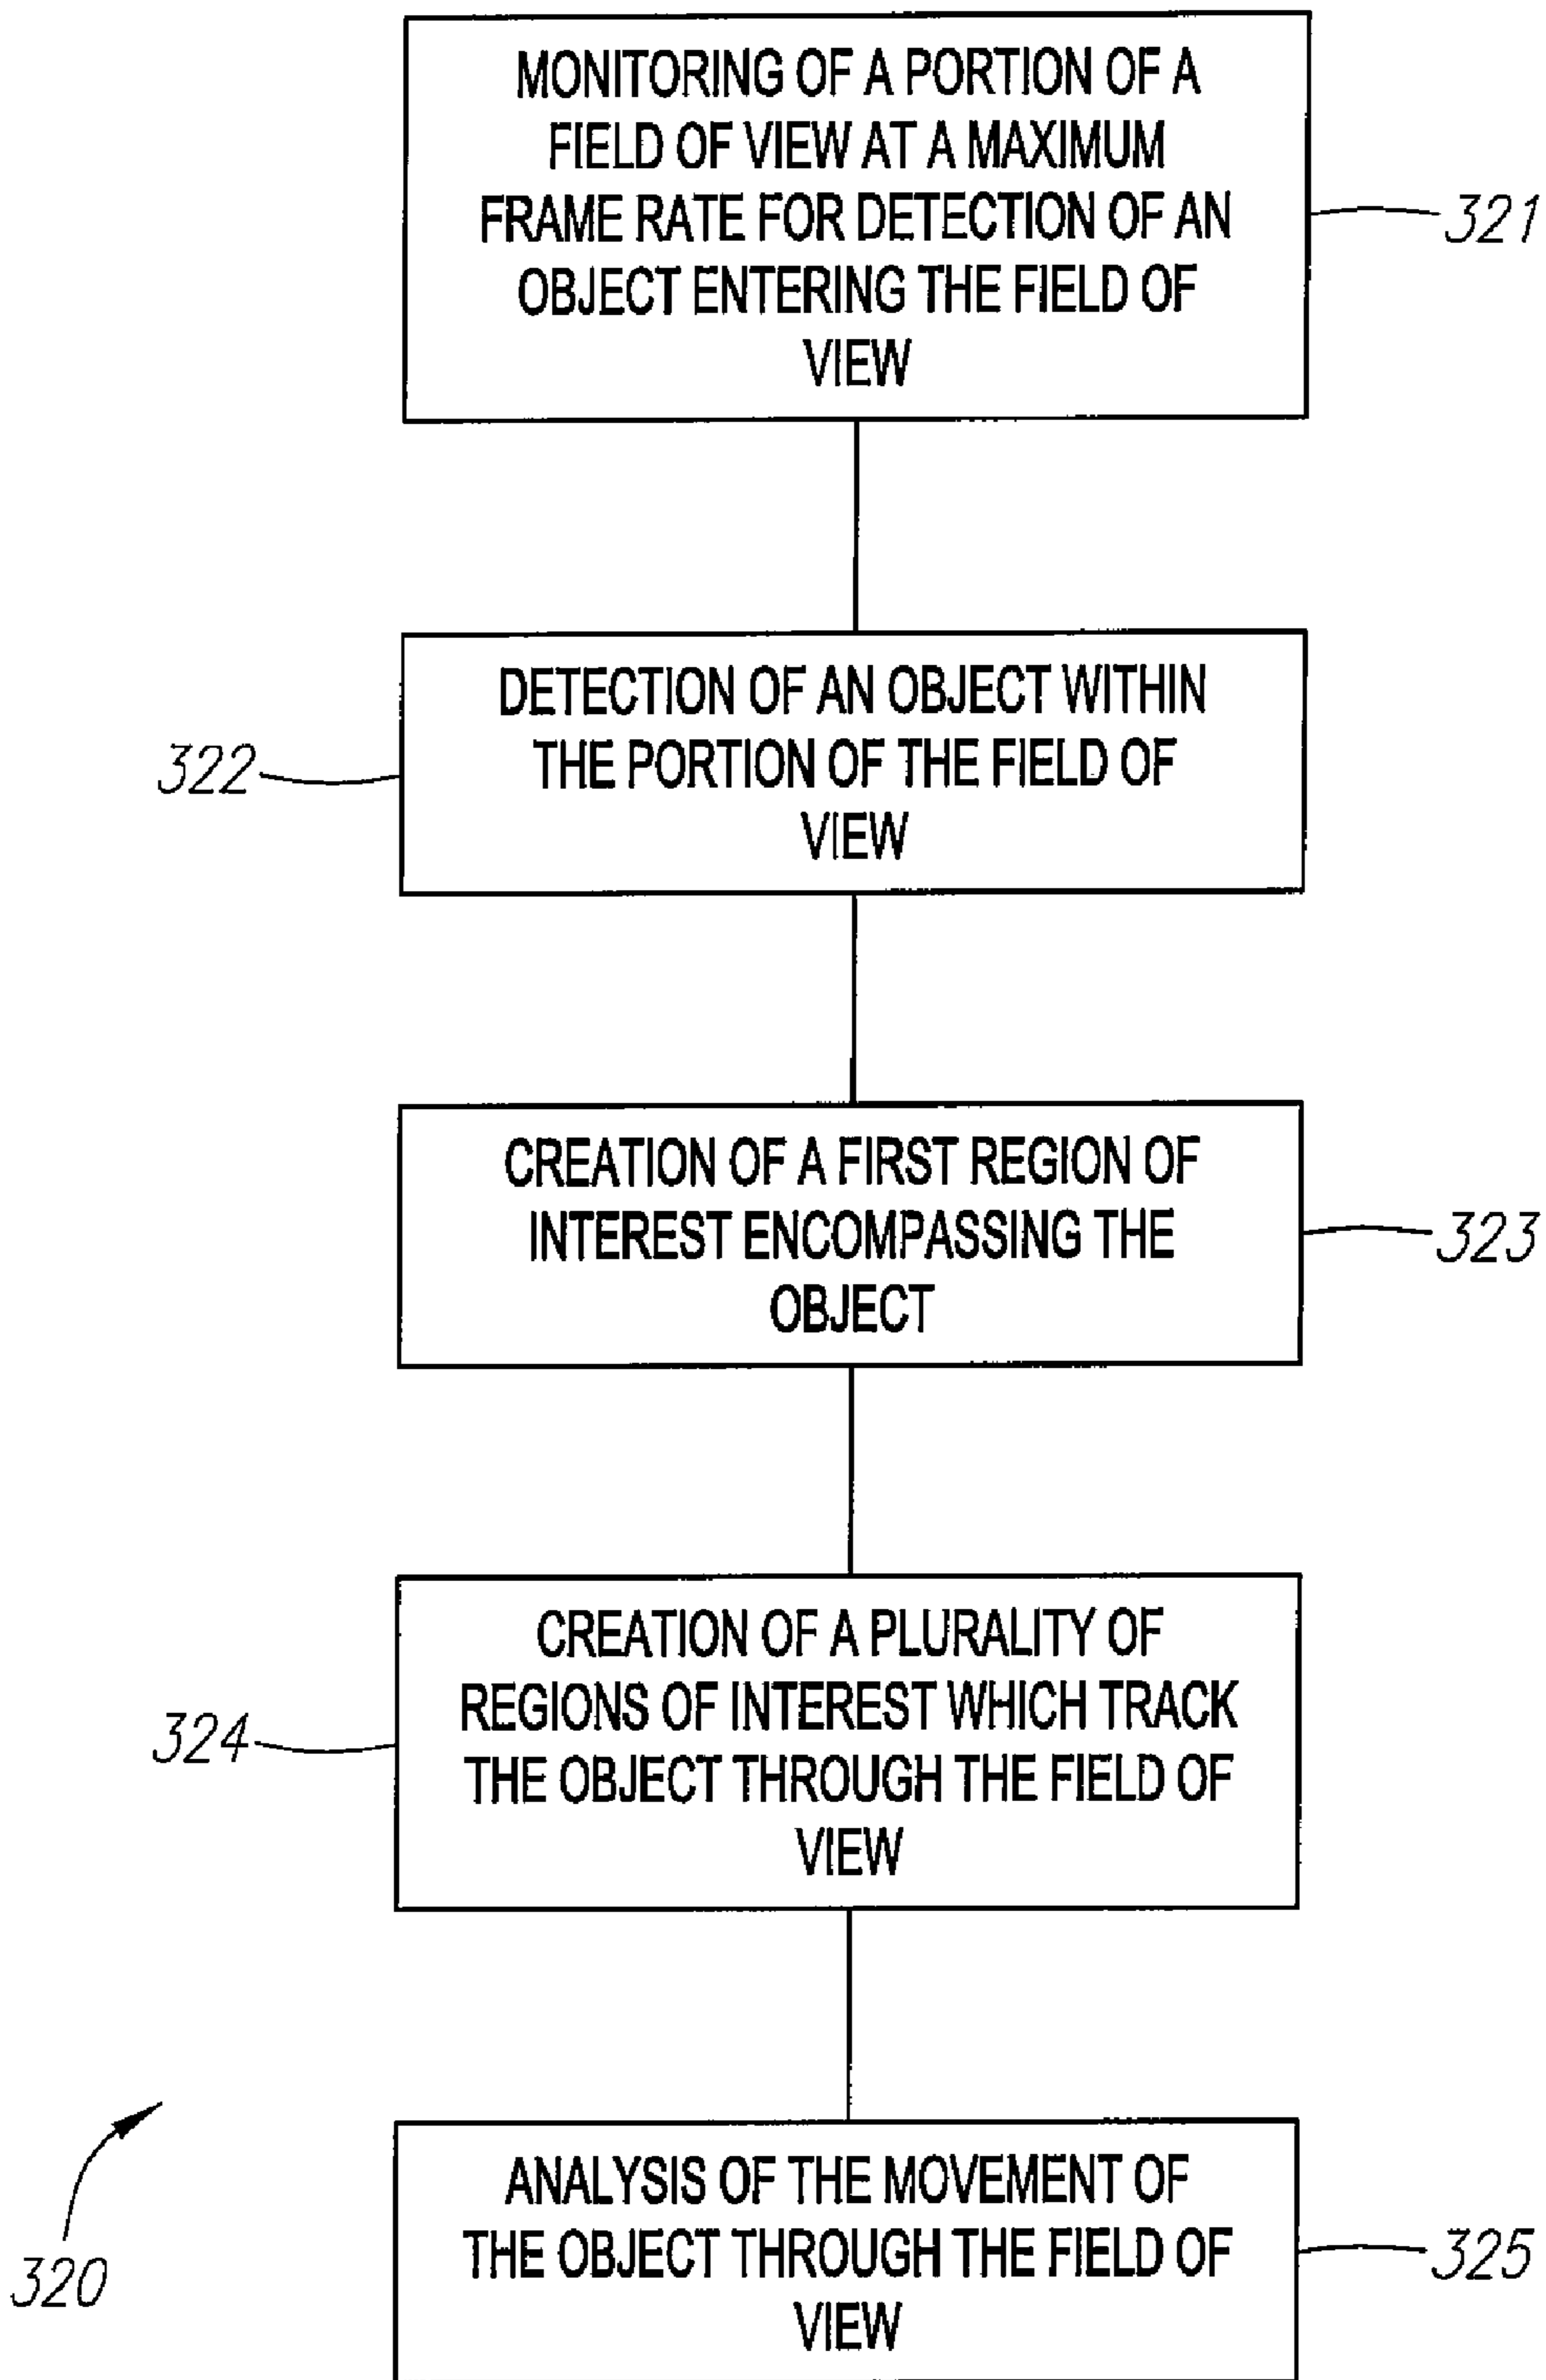 MONITORING OF A PORTION OF A
FIELD OF VIEW AT A MAXIMUM
FRAME RATE FOR DETECTION OF AN
OBJECT ENTERING THE FIELD OF
VIEW
321
DETECTION OF AN OBJECT WITHIN
THE PORTION OF THE FIELD OF
VIEW
322
CREATION OF A FIRST REGION OF
INTEREST ENCOMPASSING THE
OBJECT
323
CREATION OF A PLURALITY OF
REGIONS OF INTEREST WHICH TRACK
THE OBJECT THROUGH THE FIELD OF
VIEW
324
ANALYSIS OF THE MOVEMENT OF
THE OBJECT THROUGH THE FIELD OF
VIEW
325
320